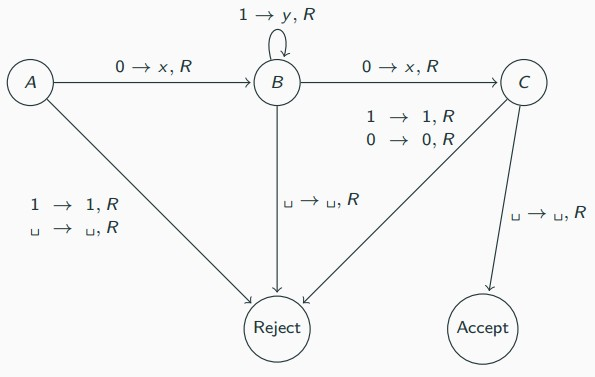 1 → y, R
0 → x, R
0 → x, R
A
B
C
1 → 1, R
0 → 0, R
1 → 1, R
␣ → ␣, R
␣ → ␣, R
␣ → ␣, R
Reject
Accept